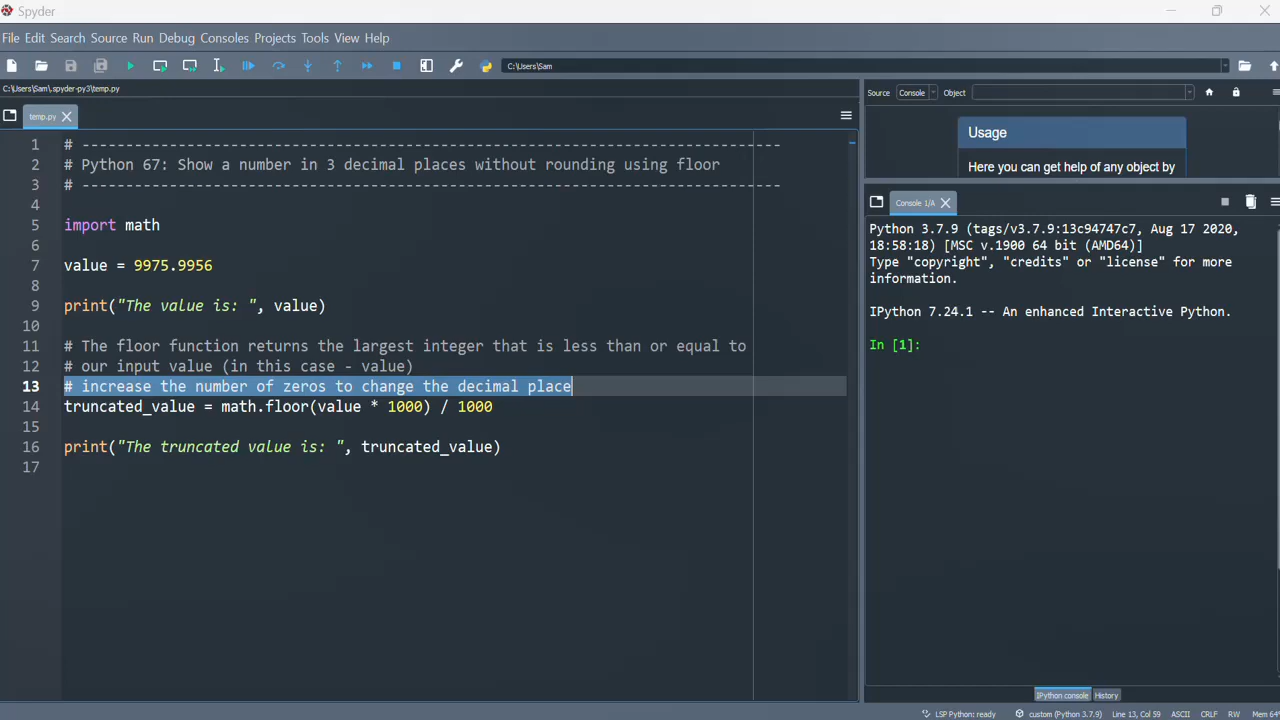 Spyder
File Edit Search Source Run Debug Consoles Projects Tools View Help
C:\Users\Sam
C:\Users\Sam\.spyder-py3\temp.py
temp.py
1 # --------------------------------------------------------------------------------
2 # Python 67: Show a number in 3 decimal places without rounding using floor
3 # --------------------------------------------------------------------------------
4
5 import math
6
7 value = 9975.9956
8
9 print("The value is: ", value)
10
11 # The floor function returns the largest integer that is less than or equal to
12 # our input value (in this case - value)
13 # increase the number of zeros to change the decimal place
14 truncated_value = math.floor(value * 1000) / 1000
15
16 print("The truncated value is: ", truncated_value)
17
Source Console Object
Usage
Here you can get help of any object by
Console 1/A
Python 3.7.9 (tags/v3.7.9:13c94747c7, Aug 17 2020,
18:58:18) [MSC v.1900 64 bit (AMD64)]
Type "copyright", "credits" or "license" for more
information.
IPython 7.24.1 -- An enhanced Interactive Python.
In [1]:
IPython console History
LSP Python: ready custom (Python 3.7.9) Line 13, Col 59 ASCII CRLF RW Mem 64%